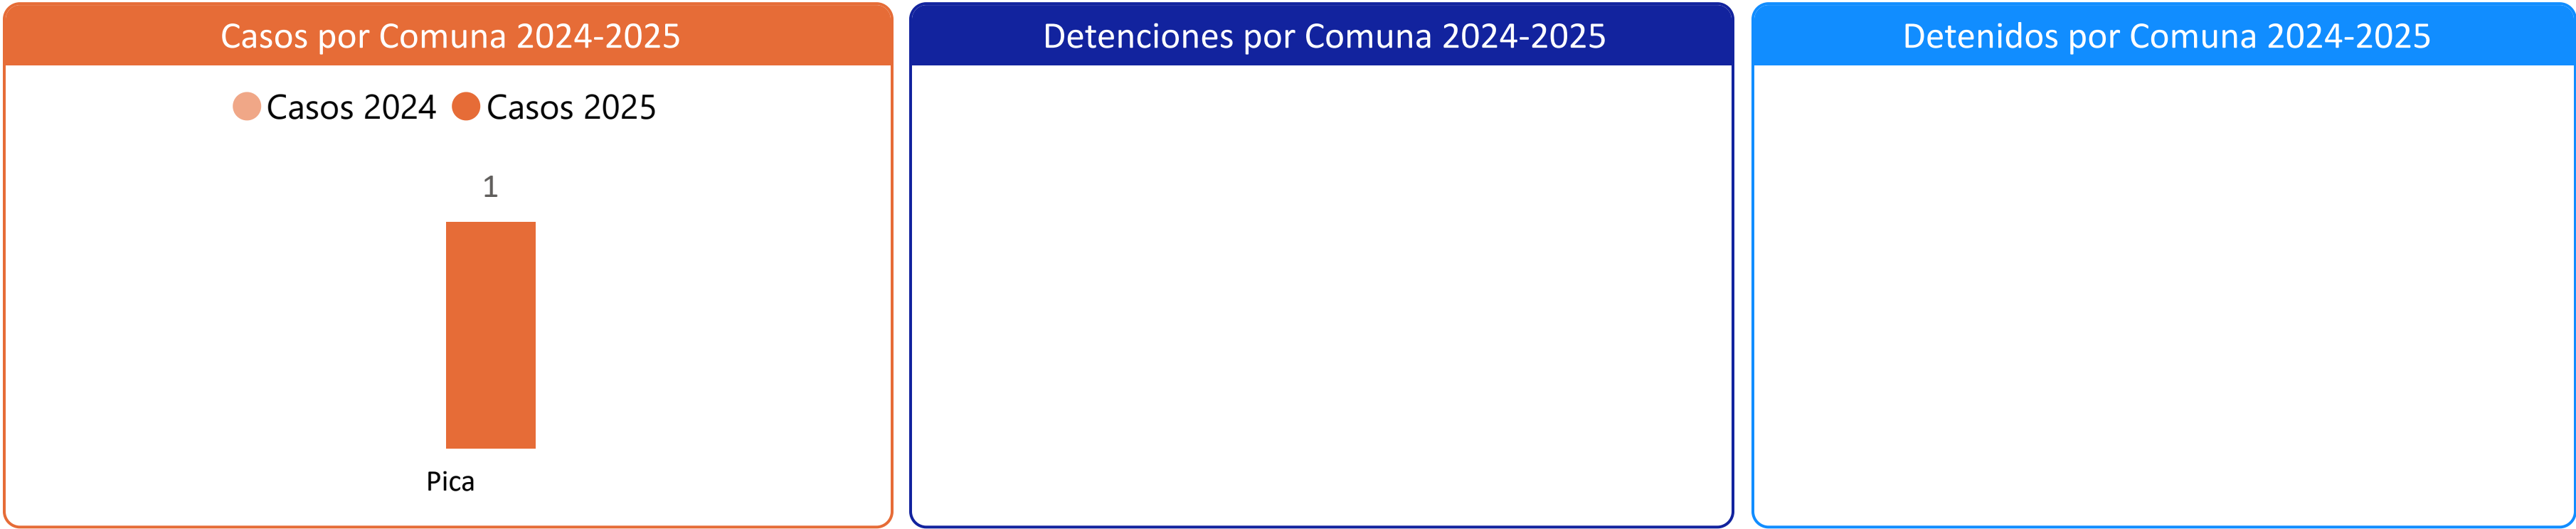 Casos por Comuna 2024-2025
Casos 2024 Casos 2025
1
Pica
Detenciones por Comuna 2024-2025
Detenidos por Comuna 2024-2025